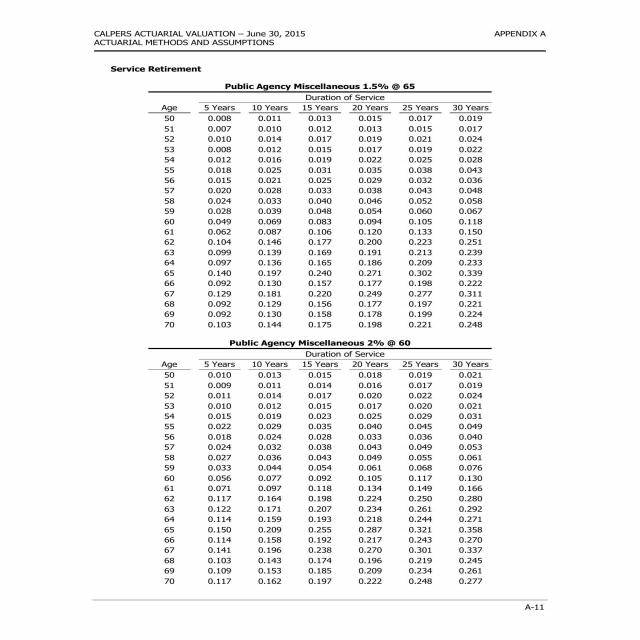 CALPERS ACTUARIAL VALUATION – June 30, 2015 APPENDIX A
ACTUARIAL METHODS AND ASSUMPTIONS
Service Retirement
Public Agency Miscellaneous 1.5% @ 65
Duration of Service
Age 5 Years 10 Years 15 Years 20 Years 25 Years 30 Years
50 0.008 0.011 0.013 0.015 0.017 0.019
51 0.007 0.010 0.012 0.013 0.015 0.017
52 0.010 0.014 0.017 0.019 0.021 0.024
53 0.008 0.012 0.015 0.017 0.019 0.022
54 0.012 0.016 0.019 0.022 0.025 0.028
55 0.018 0.025 0.031 0.035 0.038 0.043
56 0.015 0.021 0.025 0.029 0.032 0.036
57 0.020 0.028 0.033 0.038 0.043 0.048
58 0.024 0.033 0.040 0.046 0.052 0.058
59 0.028 0.039 0.048 0.054 0.060 0.067
60 0.049 0.069 0.083 0.094 0.105 0.118
61 0.062 0.087 0.106 0.120 0.133 0.150
62 0.104 0.146 0.177 0.200 0.223 0.251
63 0.099 0.139 0.169 0.191 0.213 0.239
64 0.097 0.136 0.165 0.186 0.209 0.233
65 0.140 0.197 0.240 0.271 0.302 0.339
66 0.092 0.130 0.157 0.177 0.198 0.222
67 0.129 0.181 0.220 0.249 0.277 0.311
68 0.092 0.129 0.156 0.177 0.197 0.221
69 0.092 0.130 0.158 0.178 0.199 0.224
70 0.103 0.144 0.175 0.198 0.221 0.248
Public Agency Miscellaneous 2% @ 60
Duration of Service
Age 5 Years 10 Years 15 Years 20 Years 25 Years 30 Years
50 0.010 0.013 0.015 0.018 0.019 0.021
51 0.009 0.011 0.014 0.016 0.017 0.019
52 0.011 0.014 0.017 0.020 0.022 0.024
53 0.010 0.012 0.015 0.017 0.020 0.021
54 0.015 0.019 0.023 0.025 0.029 0.031
55 0.022 0.029 0.035 0.040 0.045 0.049
56 0.018 0.024 0.028 0.033 0.036 0.040
57 0.024 0.032 0.038 0.043 0.049 0.053
58 0.027 0.036 0.043 0.049 0.055 0.061
59 0.033 0.044 0.054 0.061 0.068 0.076
60 0.056 0.077 0.092 0.105 0.117 0.130
61 0.071 0.097 0.118 0.134 0.149 0.166
62 0.117 0.164 0.198 0.224 0.250 0.280
63 0.122 0.171 0.207 0.234 0.261 0.292
64 0.114 0.159 0.193 0.218 0.244 0.271
65 0.150 0.209 0.255 0.287 0.321 0.358
66 0.114 0.158 0.192 0.217 0.243 0.270
67 0.141 0.196 0.238 0.270 0.301 0.337
68 0.103 0.143 0.174 0.196 0.219 0.245
69 0.109 0.153 0.185 0.209 0.234 0.261
70 0.117 0.162 0.197 0.222 0.248 0.277
A-11